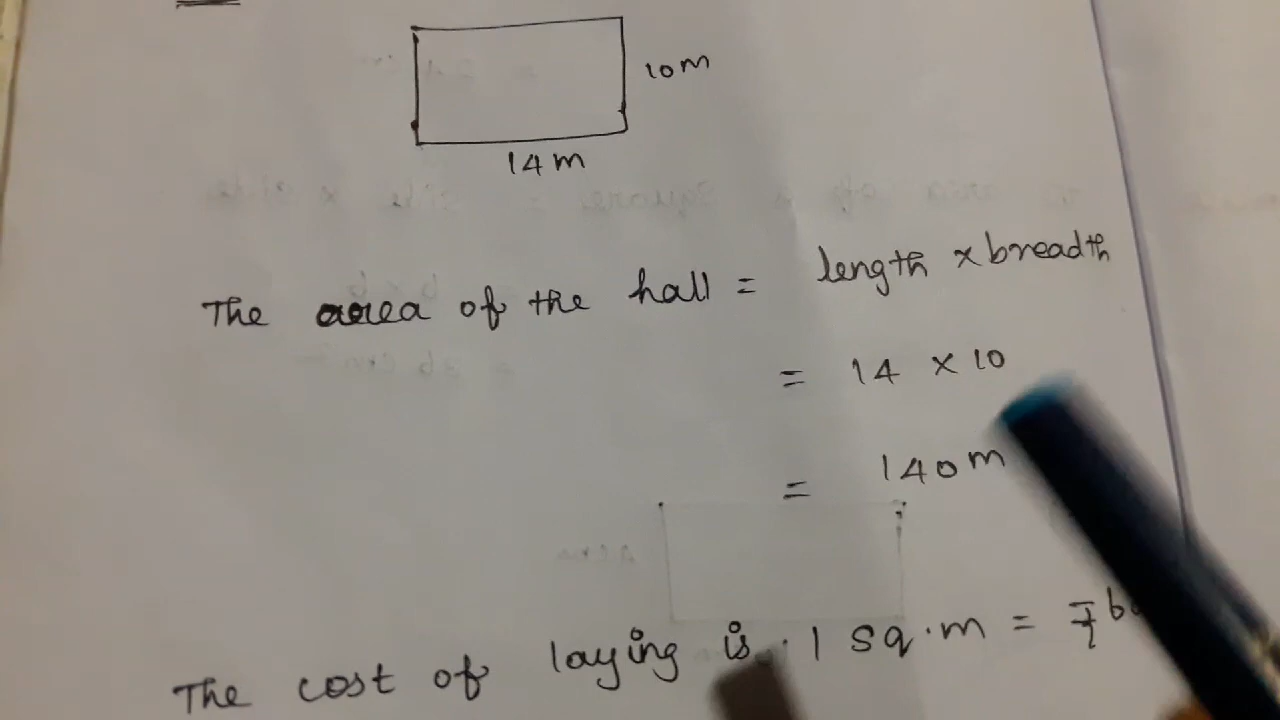 10m
14m
The area of the hall = length x breadth
= 14 x 10
= 140m
The cost of laying is 1 sq.m =